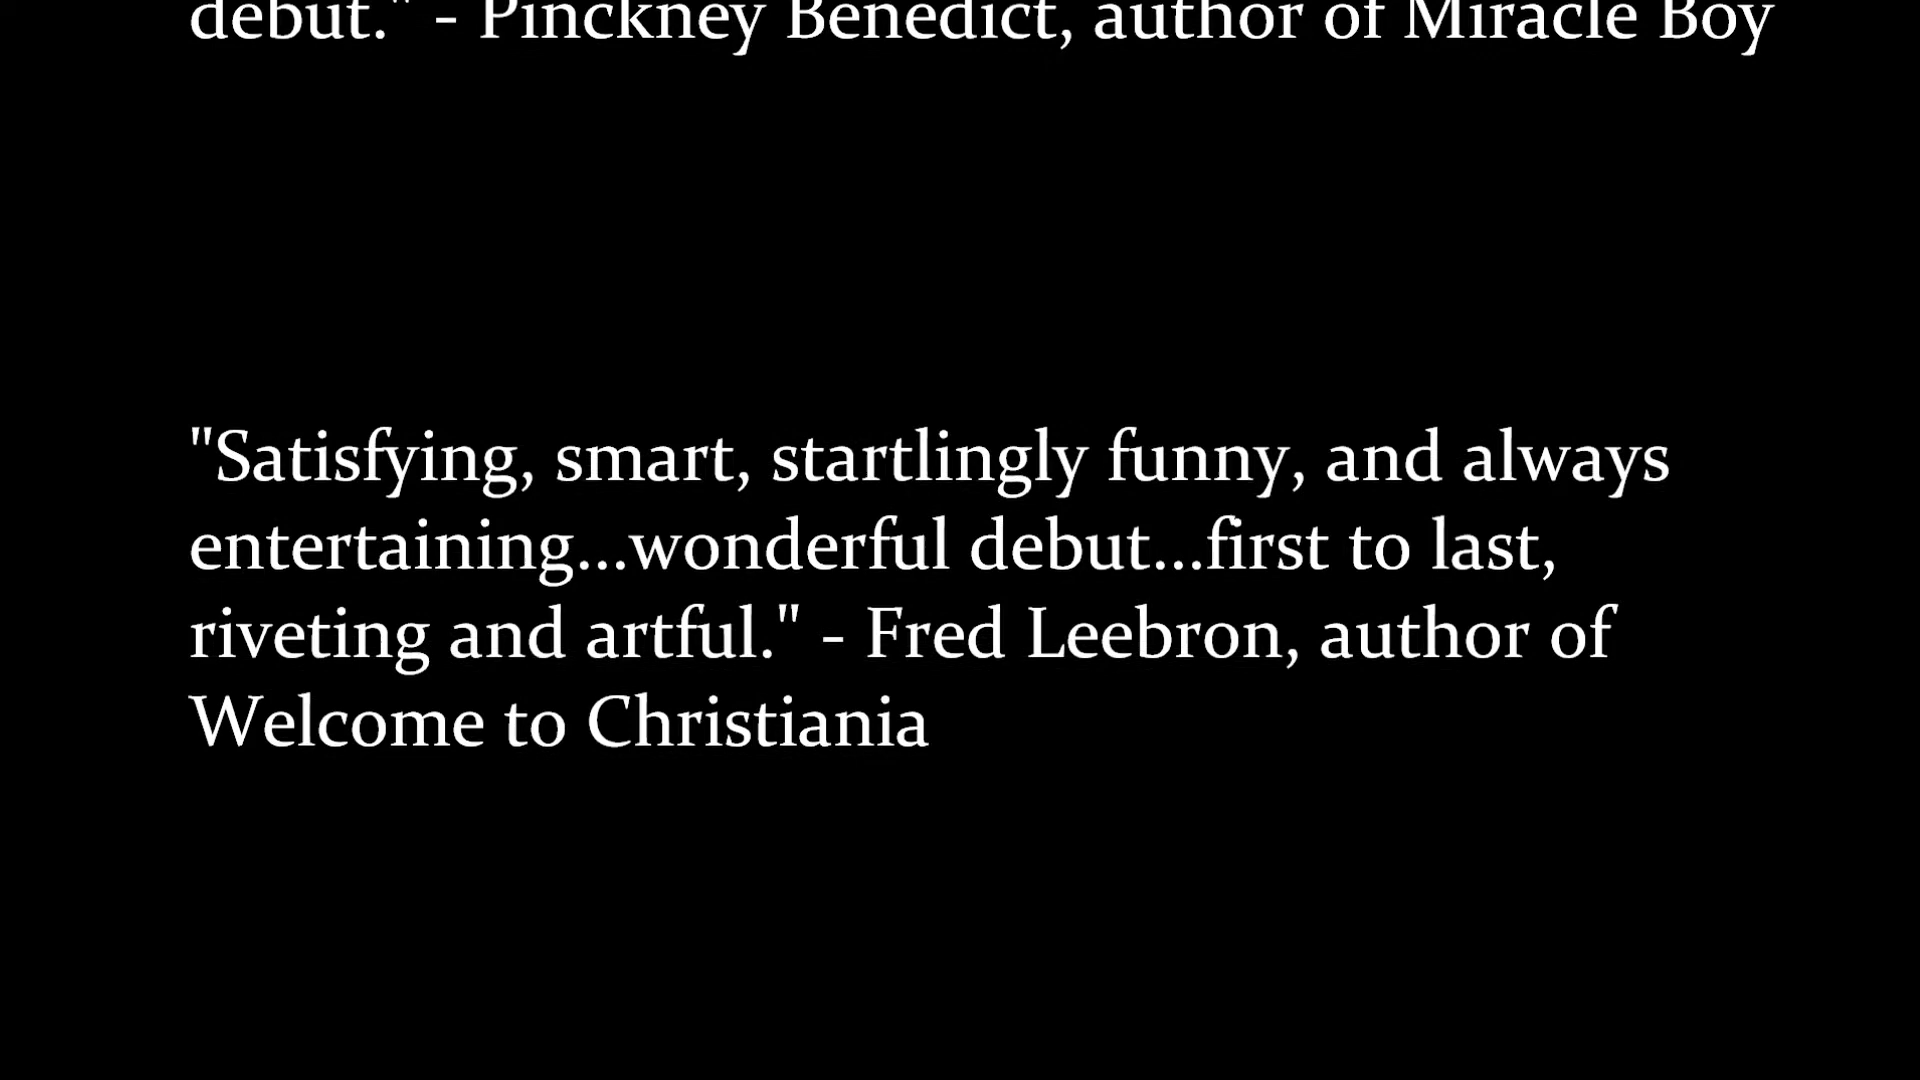 debut." - Pinckney Benedict, author of Miracle Boy
"Satisfying, smart, startlingly funny, and always
entertaining...wonderful debut...first to last,
riveting and artful." - Fred Leebron, author of
Welcome to Christiania